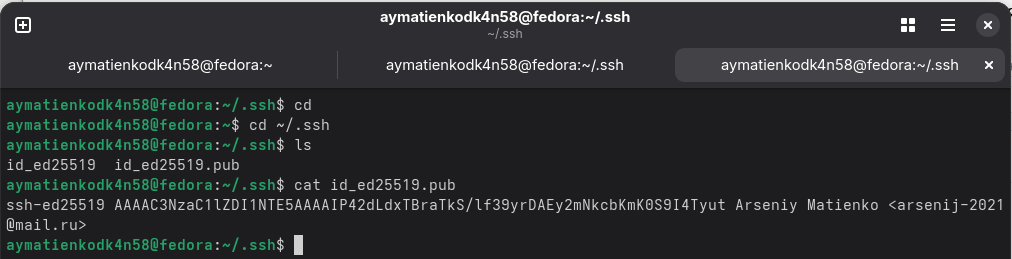 aymatienkodk4n58@fedora:~/.ssh
~/.ssh
aymatienkodk4n58@fedora:~ aymatienkodk4n58@fedora:~/.ssh aymatienkodk4n58@fedora:~/.ssh
aymatienkodk4n58@fedora:~/.ssh$ cd
aymatienkodk4n58@fedora:~$ cd ~/.ssh
aymatienkodk4n58@fedora:~/.ssh$ ls
id_ed25519  id_ed25519.pub
aymatienkodk4n58@fedora:~/.ssh$ cat id_ed25519.pub
ssh-ed25519 AAAAC3NzaC1lZDI1NTE5AAAAIP42dLdxTBraTkS/lf39yrDAEy2mNkcbKmK0S9I4Tyut Arseniy Matienko <arsenij-2021
@mail.ru>
aymatienkodk4n58@fedora:~/.ssh$